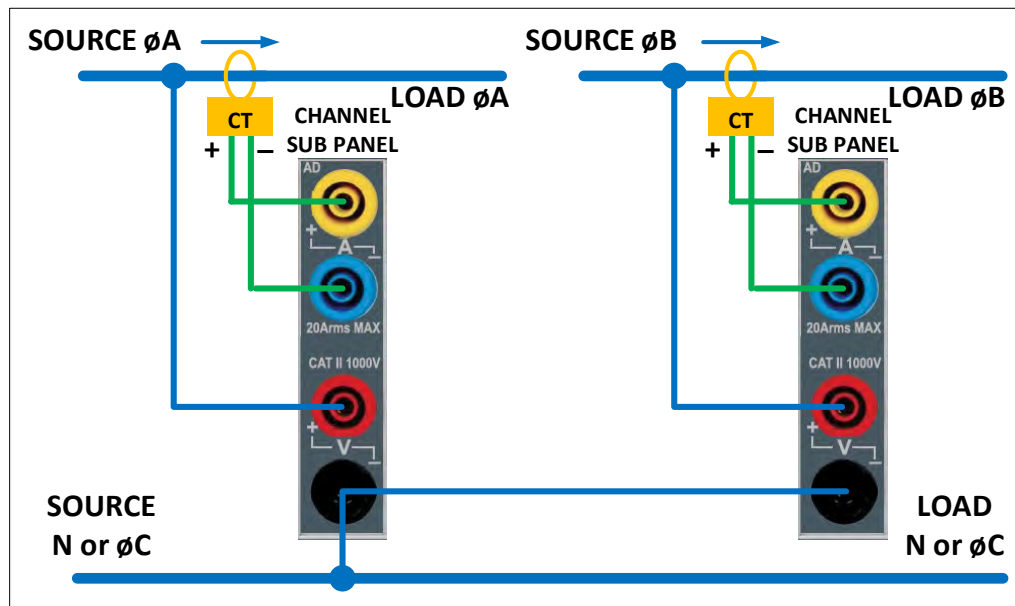 SOURCE øA
LOAD øA
CT
+ –
CHANNEL
SUB PANEL
AD
+ A –
20Arms MAX
CAT II 1000V
+ V –
SOURCE øB
LOAD øB
CT
+ –
CHANNEL
SUB PANEL
AD
+ A –
20Arms MAX
CAT II 1000V
+ V –
SOURCE
N or øC
LOAD
N or øC